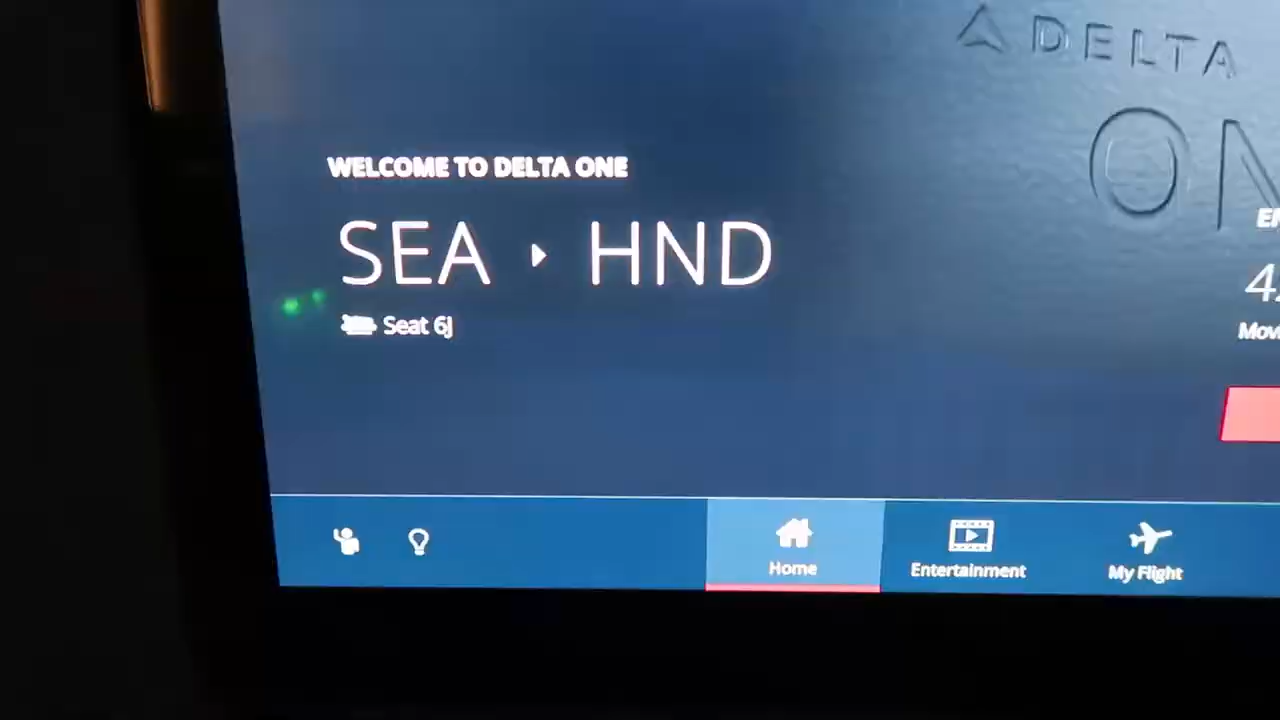 DELTA
WELCOME TO DELTA ONE
SEA HND
Seat 6J
Home
Entertainment
My Flight